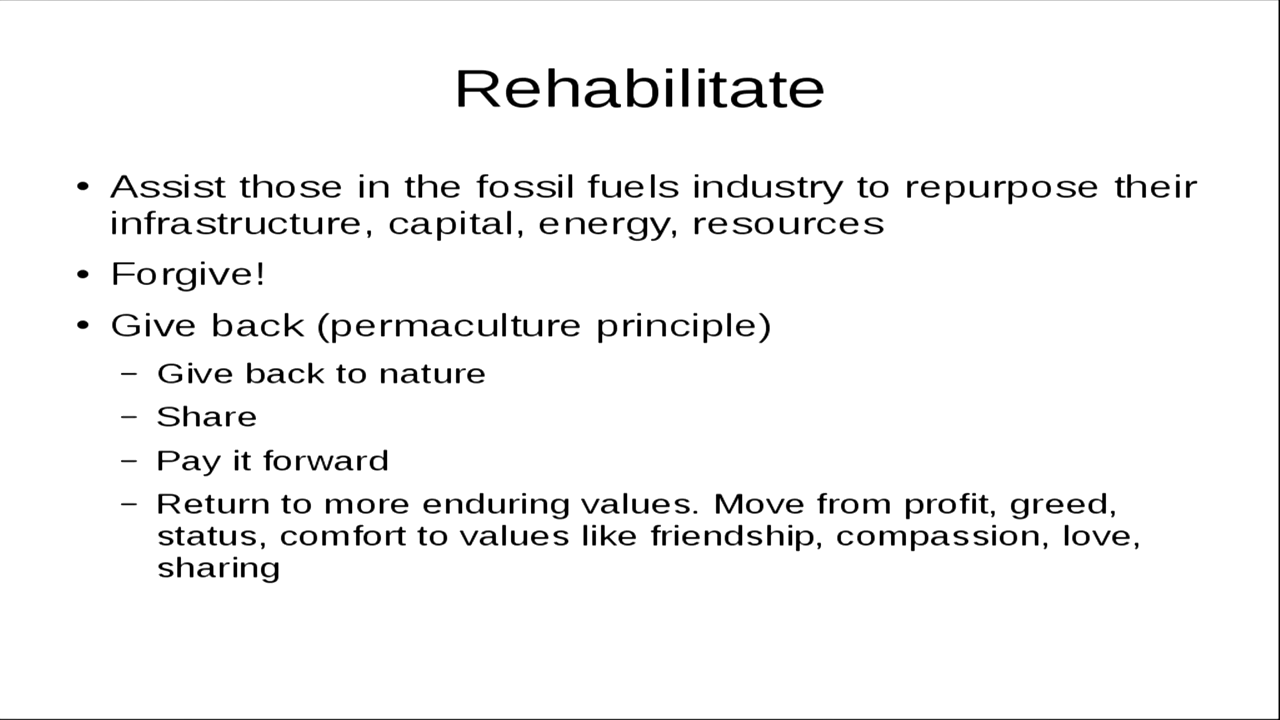 Rehabilitate
• Assist those in the fossil fuels industry to repurpose their
infrastructure, capital, energy, resources
• Forgive!
• Give back (permaculture principle)
– Give back to nature
– Share
– Pay it forward
– Return to more enduring values. Move from profit, greed,
status, comfort to values like friendship, compassion, love,
sharing